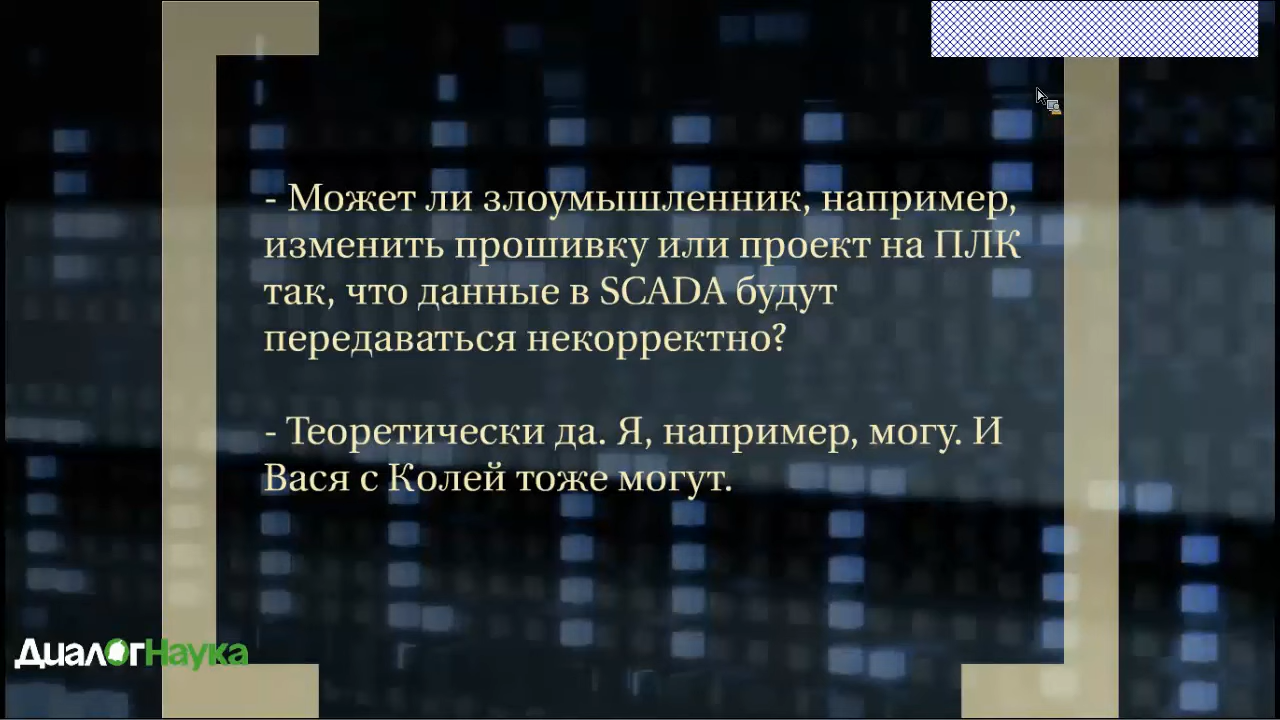 - Может ли злоумышленник, например,
изменить прошивку или проект на ПЛК
так, что данные в SCADA будут
передаваться некорректно?
- Теоретически да. Я, например, могу. И
Вася с Колей тоже могут.
ДиалогНаука